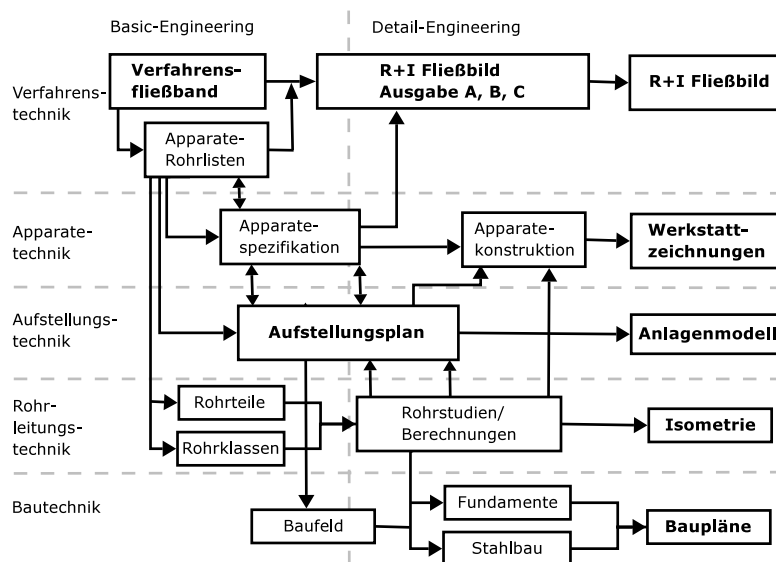 Basic-Engineering
Detail-Engineering
Verfahrens-
technik
Verfahrens-
fließband
R+I Fließbild
Ausgabe A, B, C
R+I Fließbild
Apparate-
Rohrlisten
Apparate-
technik
Apparate-
spezifikation
Apparate-
konstruktion
Werkstatt-
zeichnungen
Aufstellungs-
technik
Aufstellungsplan
Anlagenmodell
Rohr-
leitungs-
technik
Rohrteile
Rohrklassen
Rohrstudien/
Berechnungen
Isometrie
Bautechnik
Baufeld
Fundamente
Stahlbau
Baupläne